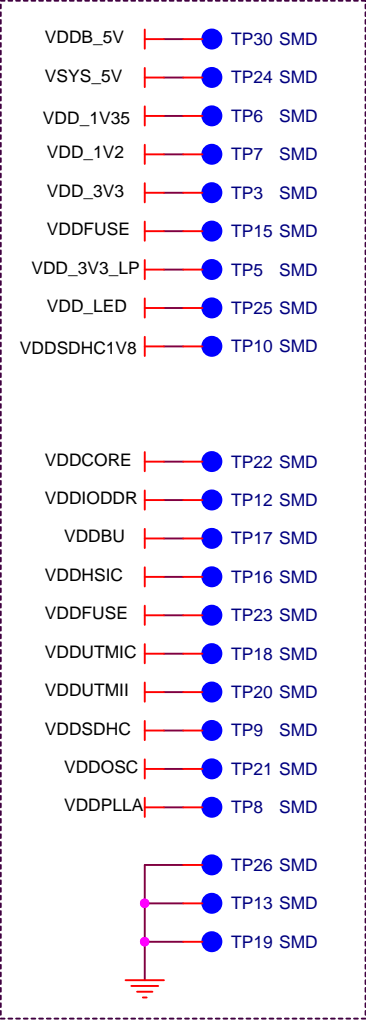 VDDB_5V TP30 SMD
VSYS_5V TP24 SMD
VDD_1V35 TP6 SMD
VDD_1V2 TP7 SMD
VDD_3V3 TP3 SMD
VDDFUSE TP15 SMD
VDD_3V3_LP TP5 SMD
VDD_LED TP25 SMD
VDDSDHC1V8 TP10 SMD
VDDCORE TP22 SMD
VDDIODDR TP12 SMD
VDDBU TP17 SMD
VDDHSIC TP16 SMD
VDDFUSE TP23 SMD
VDDUTMIC TP18 SMD
VDDUTMII TP20 SMD
VDDSDHC TP9 SMD
VDDOSC TP21 SMD
VDDPLLA TP8 SMD
TP26 SMD
TP13 SMD
TP19 SMD